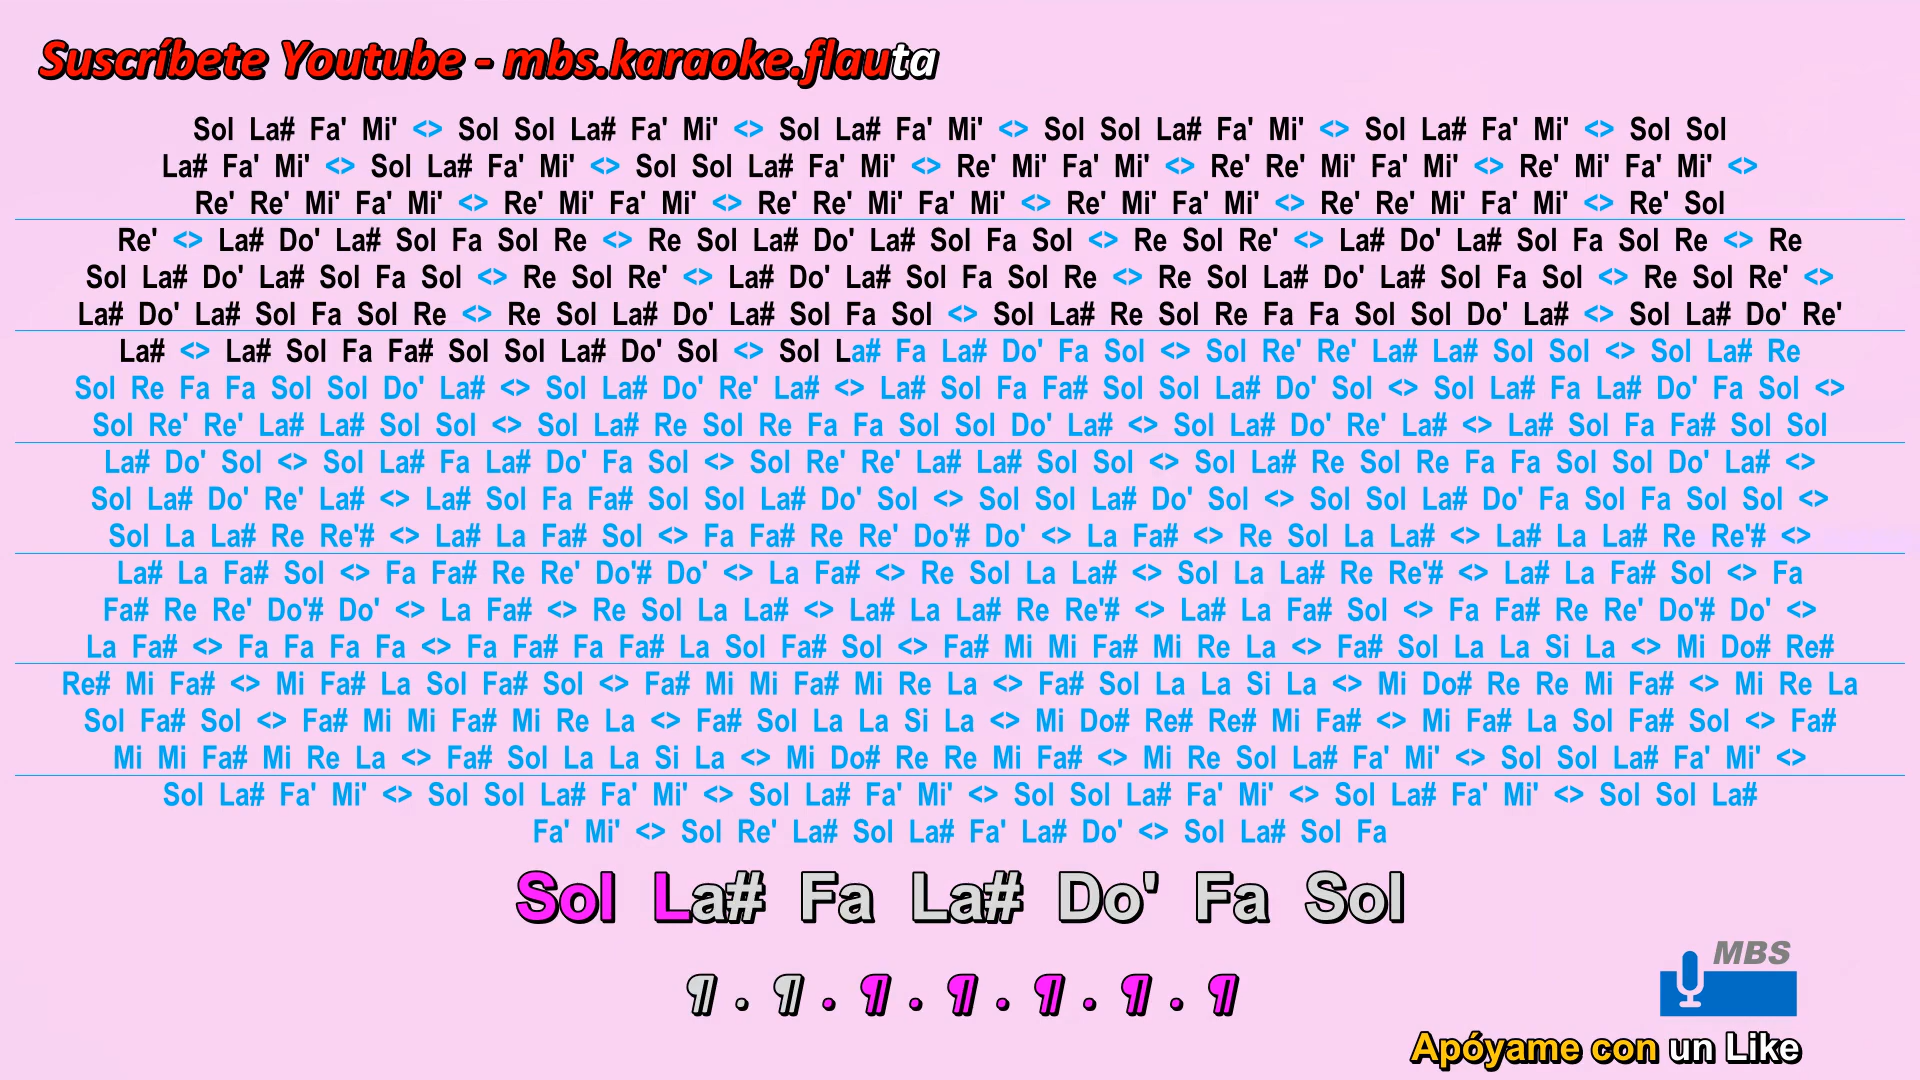 Suscríbete Youtube - mbs.karaoke.flauta
Sol La# Fa' Mi' <> Sol Sol La# Fa' Mi' <> Sol La# Fa' Mi' <> Sol Sol La# Fa' Mi' <> Sol La# Fa' Mi' <> Sol Sol
La# Fa' Mi' <> Sol La# Fa' Mi' <> Sol Sol La# Fa' Mi' <> Re' Mi' Fa' Mi' <> Re' Re' Mi' Fa' Mi' <> Re' Mi' Fa' Mi' <>
Re' Re' Mi' Fa' Mi' <> Re' Mi' Fa' Mi' <> Re' Re' Mi' Fa' Mi' <> Re' Mi' Fa' Mi' <> Re' Re' Mi' Fa' Mi' <> Re' Sol
Re' <> La# Do' La# Sol Fa Sol Re <> Re Sol La# Do' La# Sol Fa Sol <> Re Sol Re' <> La# Do' La# Sol Fa Sol Re <> Re
Sol La# Do' La# Sol Fa Sol <> Re Sol Re' <> La# Do' La# Sol Fa Sol Re <> Re Sol La# Do' La# Sol Fa Sol <> Re Sol Re' <>
La# Do' La# Sol Fa Sol Re <> Re Sol La# Do' La# Sol Fa Sol <> Sol La# Re Sol Re Fa Fa Sol Sol Do' La# <> Sol La# Do' Re'
La# <> La# Sol Fa Fa# Sol Sol La# Do' Sol <> Sol La# Fa La# Do' Fa Sol <> Sol Re' Re' La# La# Sol Sol <> Sol La# Re
Sol Re Fa Fa Sol Sol Do' La# <> Sol La# Do' Re' La# <> La# Sol Fa Fa# Sol Sol La# Do' Sol <> Sol La# Fa La# Do' Fa Sol <>
Sol Re' Re' La# La# Sol Sol <> Sol La# Re Sol Re Fa Fa Sol Sol Do' La# <> Sol La# Do' Re' La# <> La# Sol Fa Fa# Sol Sol
La# Do' Sol <> Sol La# Fa La# Do' Fa Sol <> Sol Re' Re' La# La# Sol Sol <> Sol La# Re Sol Re Fa Fa Sol Sol Do' La# <>
Sol La# Do' Re' La# <> La# Sol Fa Fa# Sol Sol La# Do' Sol <> Sol Sol La# Do' Sol <> Sol Sol La# Do' Fa Sol Fa Sol Sol <>
Sol La La# Re Re'# <> La# La Fa# Sol <> Fa Fa# Re Re' Do'# Do' <> La Fa# <> Re Sol La La# <> La# La La# Re Re'# <>
La# La Fa# Sol <> Fa Fa# Re Re' Do'# Do' <> La Fa# <> Re Sol La La# <> Sol La La# Re Re'# <> La# La Fa# Sol <> Fa
Fa# Re Re' Do'# Do' <> La Fa# <> Re Sol La La# <> La# La La# Re Re'# <> La# La Fa# Sol <> Fa Fa# Re Re' Do'# Do' <>
La Fa# <> Fa Fa Fa Fa <> Fa Fa# Fa Fa# La Sol Fa# Sol <> Fa# Mi Mi Fa# Mi Re La <> Fa# Sol La La Si La <> Mi Do# Re#
Re# Mi Fa# <> Mi Fa# La Sol Fa# Sol <> Fa# Mi Mi Fa# Mi Re La <> Fa# Sol La La Si La <> Mi Do# Re Re Mi Fa# <> Mi Re La
Sol Fa# Sol <> Fa# Mi Mi Fa# Mi Re La <> Fa# Sol La La Si La <> Mi Do# Re# Re# Mi Fa# <> Mi Fa# La Sol Fa# Sol <> Fa#
Mi Mi Fa# Mi Re La <> Fa# Sol La La Si La <> Mi Do# Re Re Mi Fa# <> Mi Re Sol La# Fa' Mi' <> Sol Sol La# Fa' Mi' <>
Sol La# Fa' Mi' <> Sol Sol La# Fa' Mi' <> Sol La# Fa' Mi' <> Sol Sol La# Fa' Mi' <> Sol La# Fa' Mi' <> Sol Sol La#
Fa' Mi' <> Sol Re' La# Sol La# Fa' La# Do' <> Sol La# Sol Fa
Sol La# Fa La# Do' Fa Sol
¶ . ¶ . ¶ . ¶ . ¶ . ¶ . ¶
MBS
Apóyame con un Like